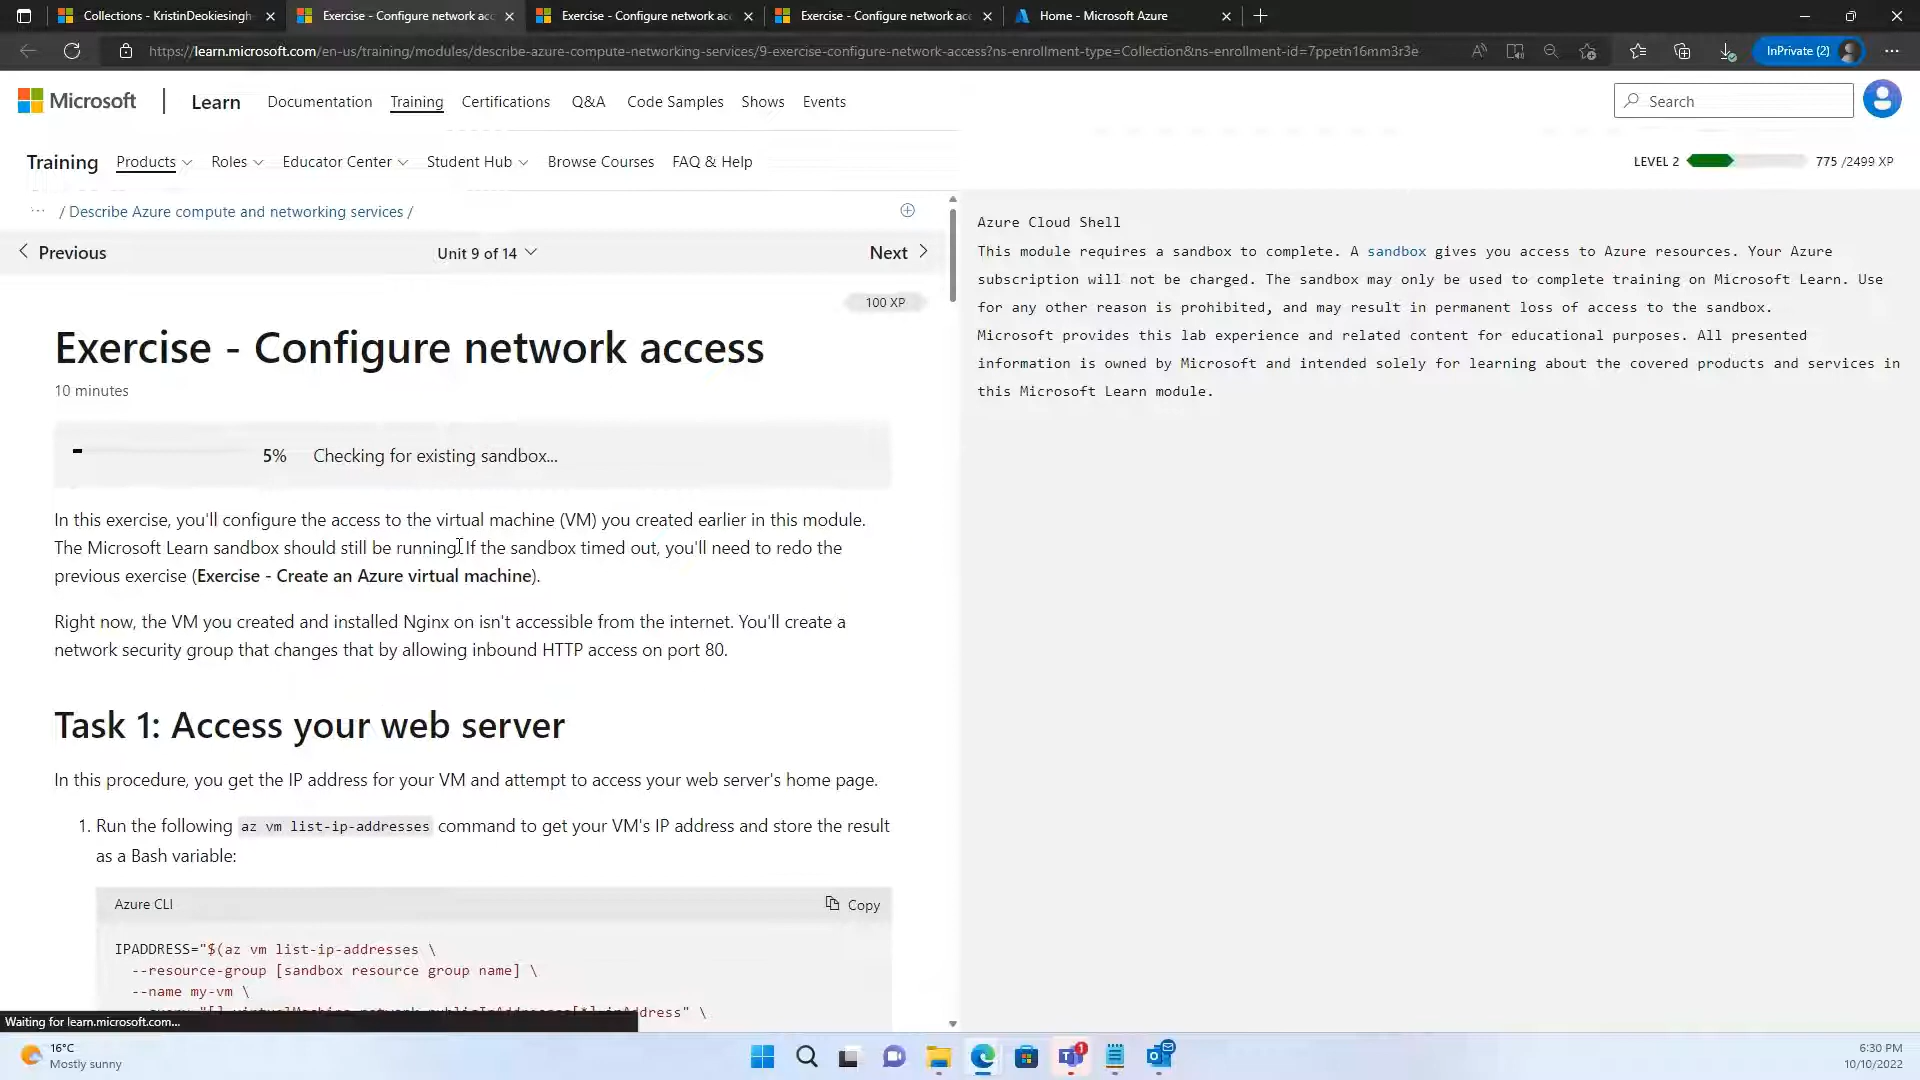 Collections - KristinDeokiesingh
Exercise - Configure network acc
Exercise - Configure network acc
Exercise - Configure network acc
Home - Microsoft Azure
https://learn.microsoft.com/en-us/training/modules/describe-azure-compute-networking-services/9-exercise-configure-network-access?ns-enrollment-type=Collection&ns-enrollment-id=7ppetn16mm3r3e
InPrivate (2)
Microsoft
Learn
Documentation
Training
Certifications
Q&A
Code Samples
Shows
Events
Search
Training
Products
Roles
Educator Center
Student Hub
Browse Courses
FAQ & Help
LEVEL 2
775 /2499 XP
··· / Describe Azure compute and networking services /
Previous
Unit 9 of 14
Next
100 XP
Exercise - Configure network access
10 minutes
5% Checking for existing sandbox...
In this exercise, you'll configure the access to the virtual machine (VM) you created earlier in this module.
The Microsoft Learn sandbox should still be running. If the sandbox timed out, you'll need to redo the
previous exercise (Exercise - Create an Azure virtual machine).
Right now, the VM you created and installed Nginx on isn't accessible from the internet. You'll create a
network security group that changes that by allowing inbound HTTP access on port 80.
Task 1: Access your web server
In this procedure, you get the IP address for your VM and attempt to access your web server's home page.
1. Run the following az vm list-ip-addresses command to get your VM's IP address and store the result
as a Bash variable:
Azure CLI
Copy
IPADDRESS="$(az vm list-ip-addresses \
--resource-group [sandbox resource group name] \
--name my-vm \
Azure Cloud Shell
This module requires a sandbox to complete. A sandbox gives you access to Azure resources. Your Azure
subscription will not be charged. The sandbox may only be used to complete training on Microsoft Learn. Use
for any other reason is prohibited, and may result in permanent loss of access to the sandbox.
Microsoft provides this lab experience and related content for educational purposes. All presented
information is owned by Microsoft and intended solely for learning about the covered products and services in
this Microsoft Learn module.
Waiting for learn.microsoft.com...
16°C
Mostly sunny
1
6:30 PM
10/10/2022